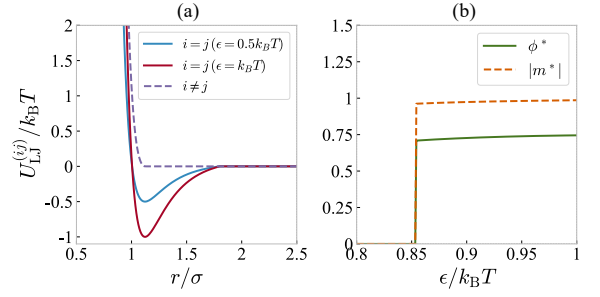 (a)
(b)
U_LJ^(ij)/k_BT
2
1.5
1
0.5
0
-0.5
-1
i = j (ϵ = 0.5k_BT)
i = j (ϵ = k_BT)
i ≠ j
0.5 1 1.5 2 2.5
r/σ
1.5
1.25
1
0.75
0.5
0.25
0
ϕ*
|m*|
0.8 0.85 0.9 0.95 1
ϵ/k_BT